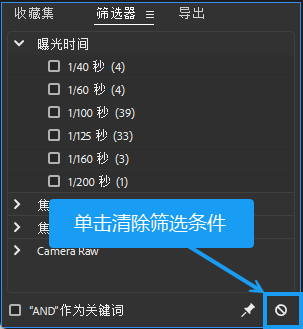 收藏集 筛选器 导出
曝光时间
1/40 秒 (4)
1/60 秒 (4)
1/100 秒 (39)
1/125 秒 (33)
1/160 秒 (3)
1/200 秒 (1)
焦
焦
单击清除筛选条件
Camera Raw
"AND"作为关键词